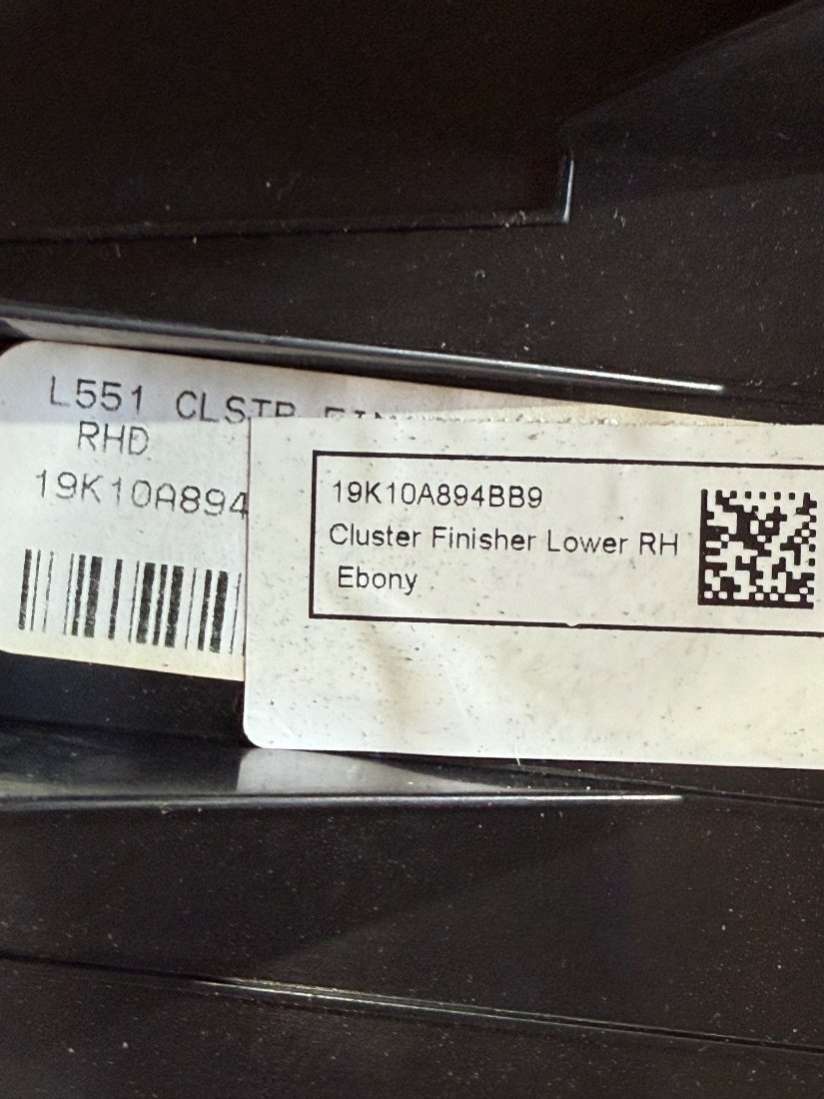 L551 CLSTR
RHD
19K10A894
19K10A894BB9
Cluster Finisher Lower RH
Ebony